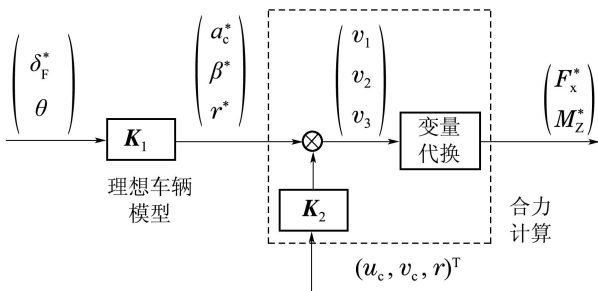 δ*F
θ
K1
理想车辆
模型
a*c
β*
r*
v1
v2
v3
K2
变量
代换
F*x
M*Z
合力
计算
(uc, vc, r)T